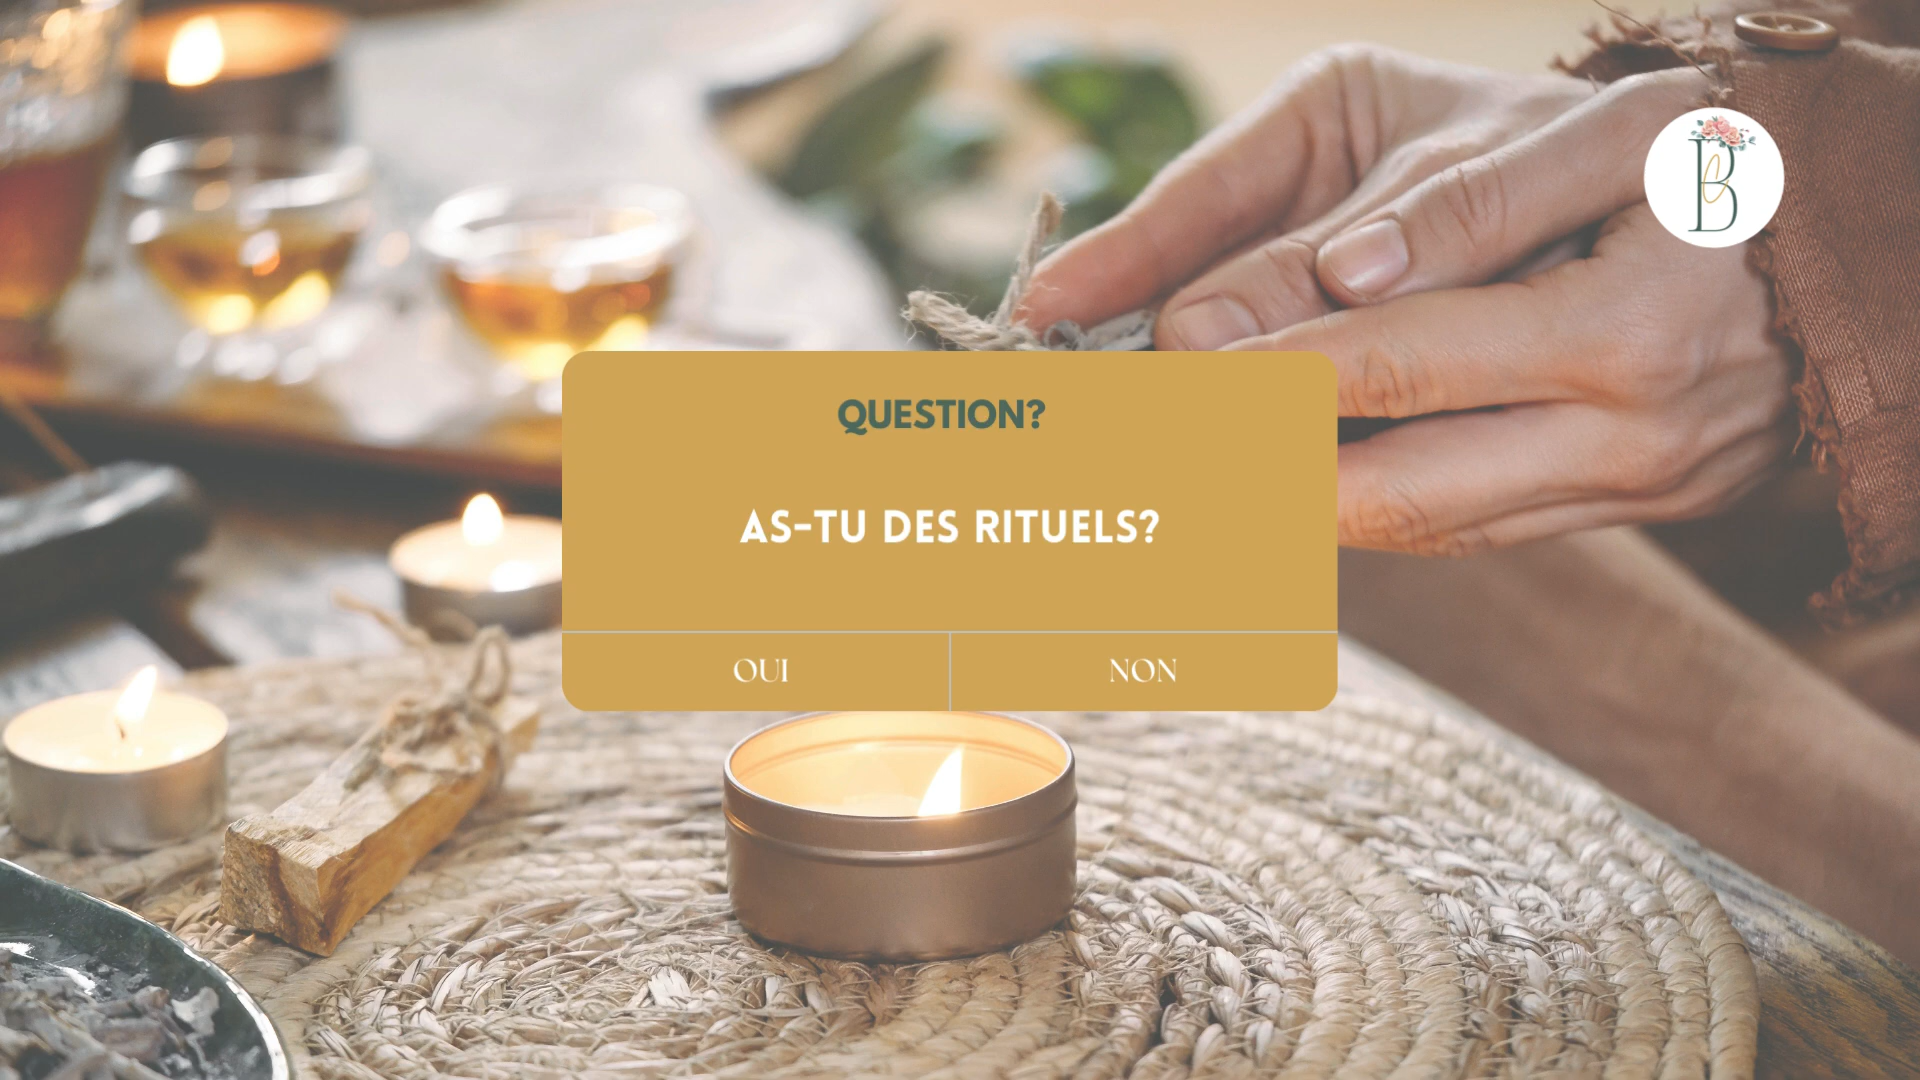 B
QUESTION?
AS-TU DES RITUELS?
OUI
NON